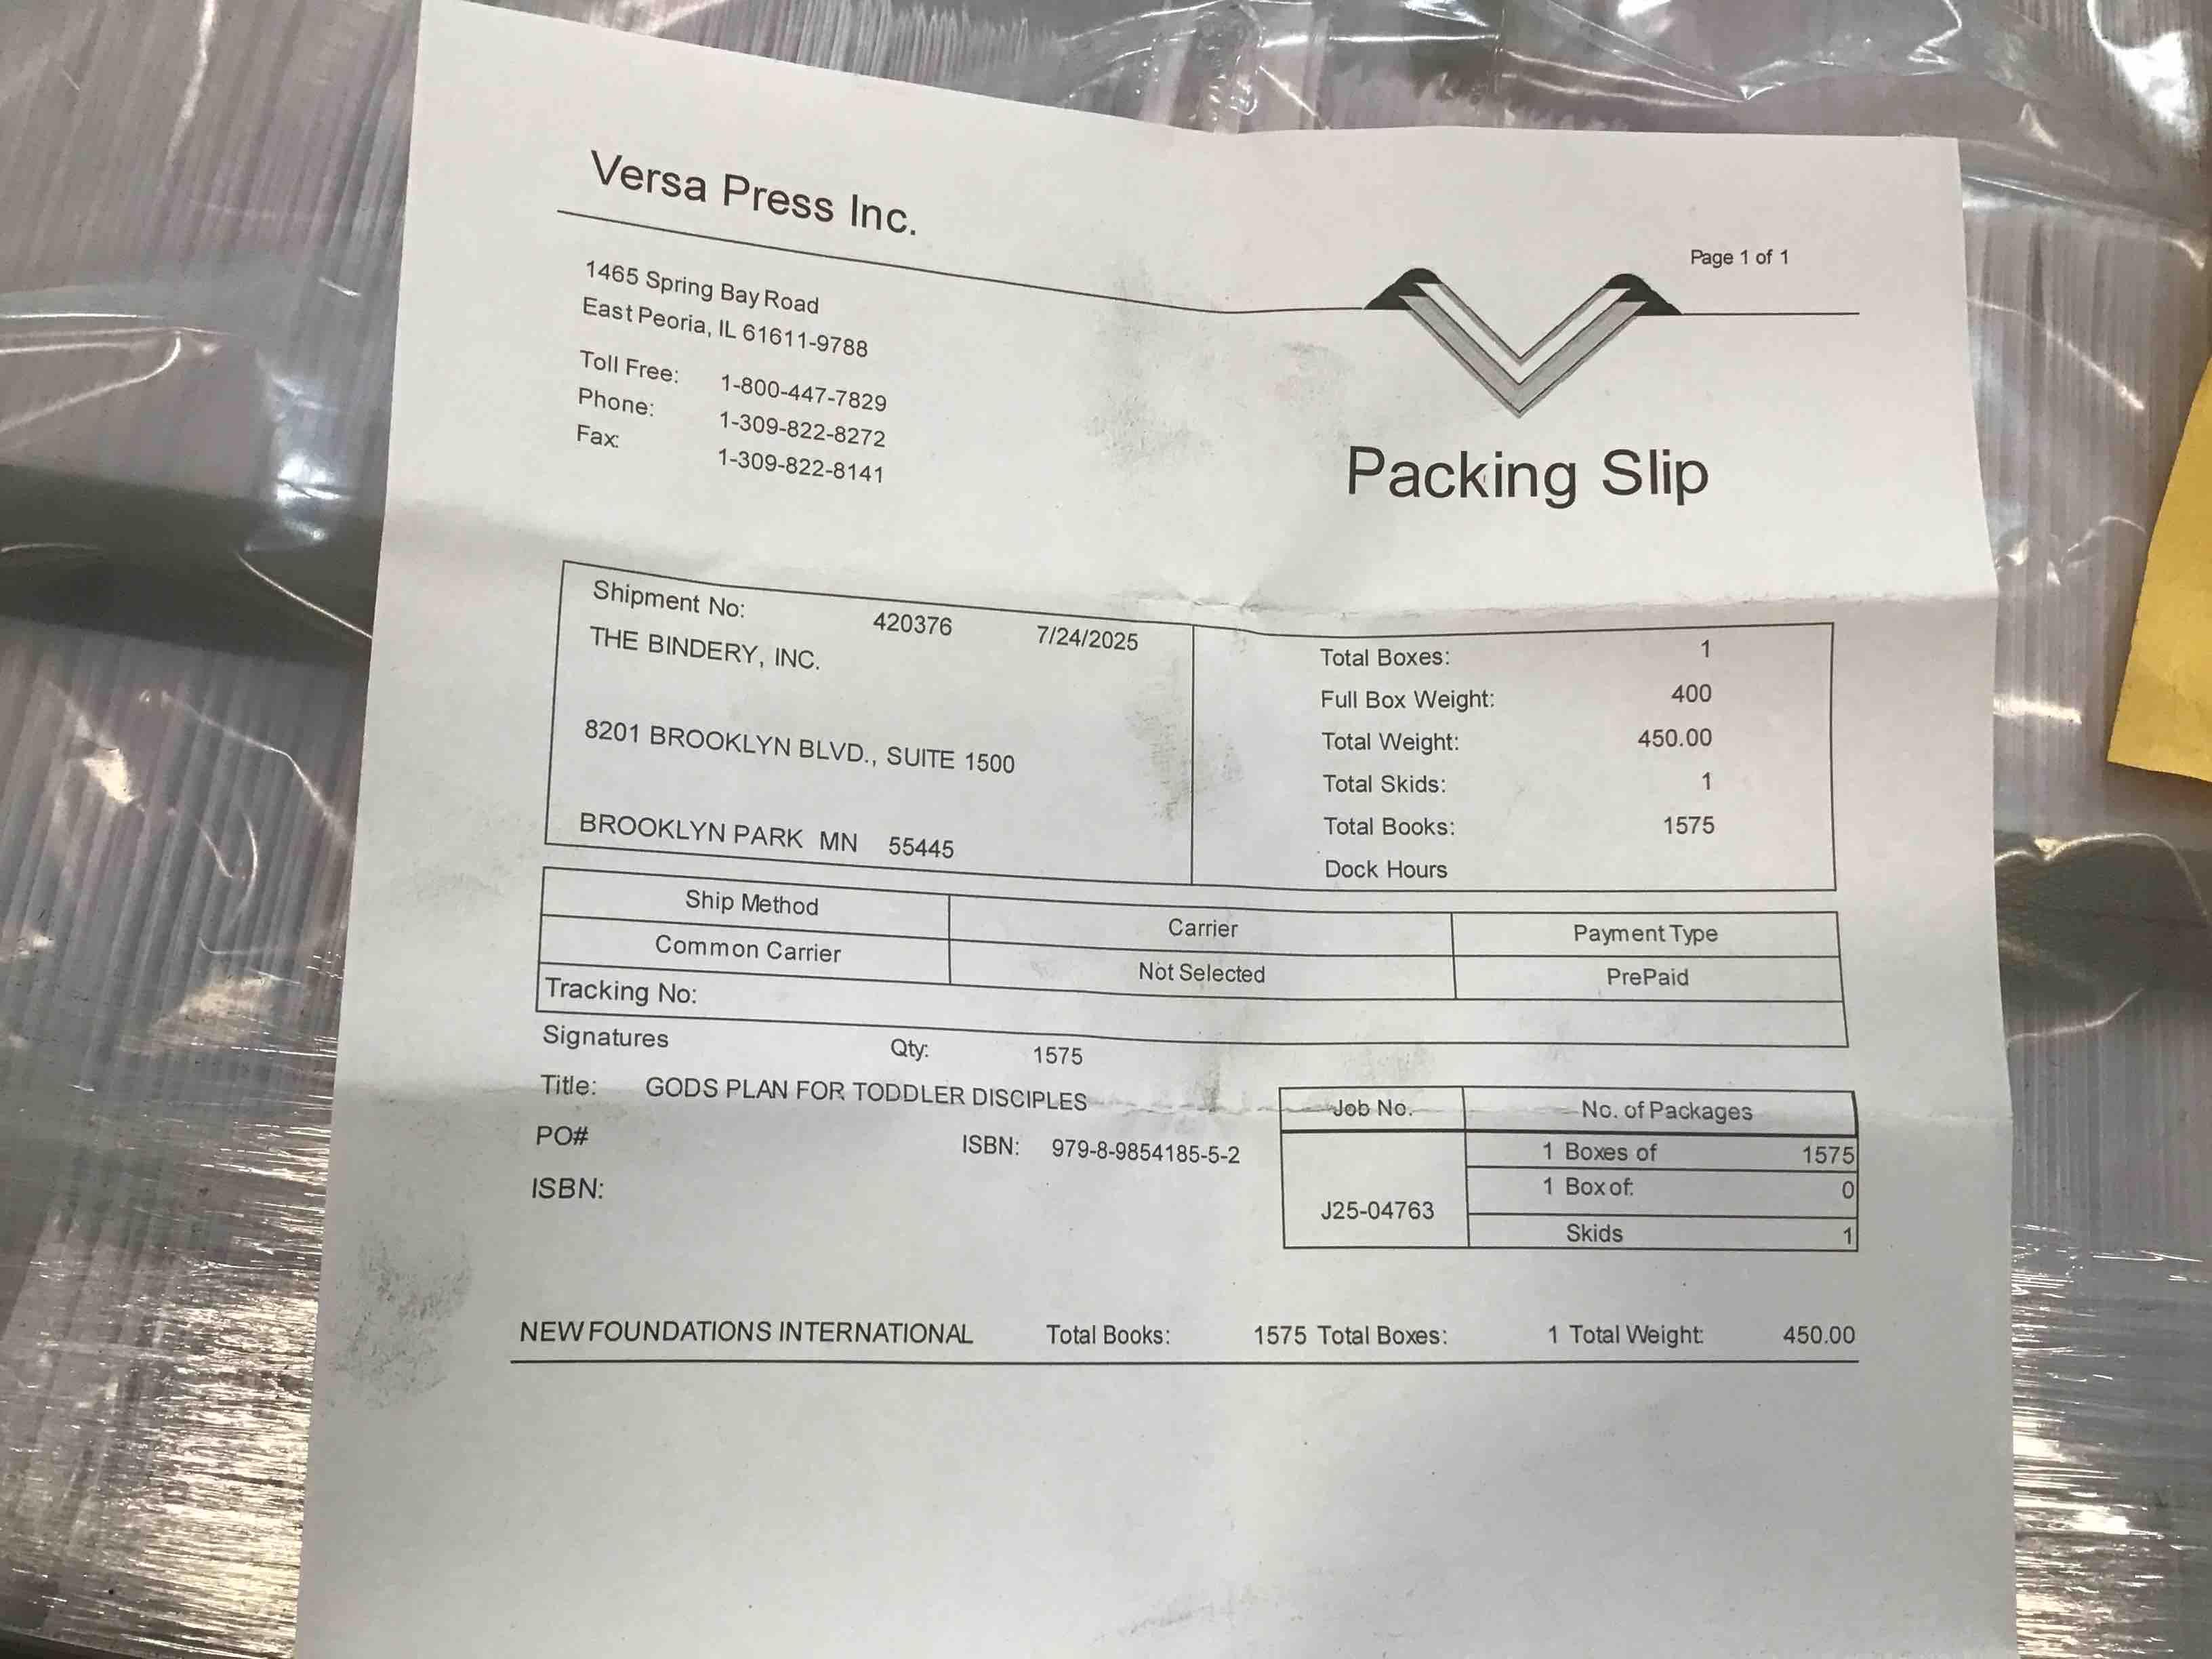 Versa Press Inc.
Page 1 of 1
1465 Spring Bay Road
East Peoria, IL 61611-9788
Toll Free: 1-800-447-7829
Phone: 1-309-822-8272
Fax: 1-309-822-8141
Packing Slip
Shipment No: 420376 7/24/2025
THE BINDERY, INC.
8201 BROOKLYN BLVD., SUITE 1500
BROOKLYN PARK MN 55445
Total Boxes: 1
Full Box Weight: 400
Total Weight: 450.00
Total Skids: 1
Total Books: 1575
Dock Hours
Ship Method Carrier Payment Type
Common Carrier Not Selected PrePaid
Tracking No:
Signatures Qty: 1575
Title: GODS PLAN FOR TODDLER DISCIPLES
PO# ISBN: 979-8-9854185-5-2
ISBN:
Job No. No. of Packages
1 Boxes of 1575
1 Box of: 0
J25-04763
Skids 1
NEW FOUNDATIONS INTERNATIONAL Total Books: 1575 Total Boxes: 1 Total Weight: 450.00